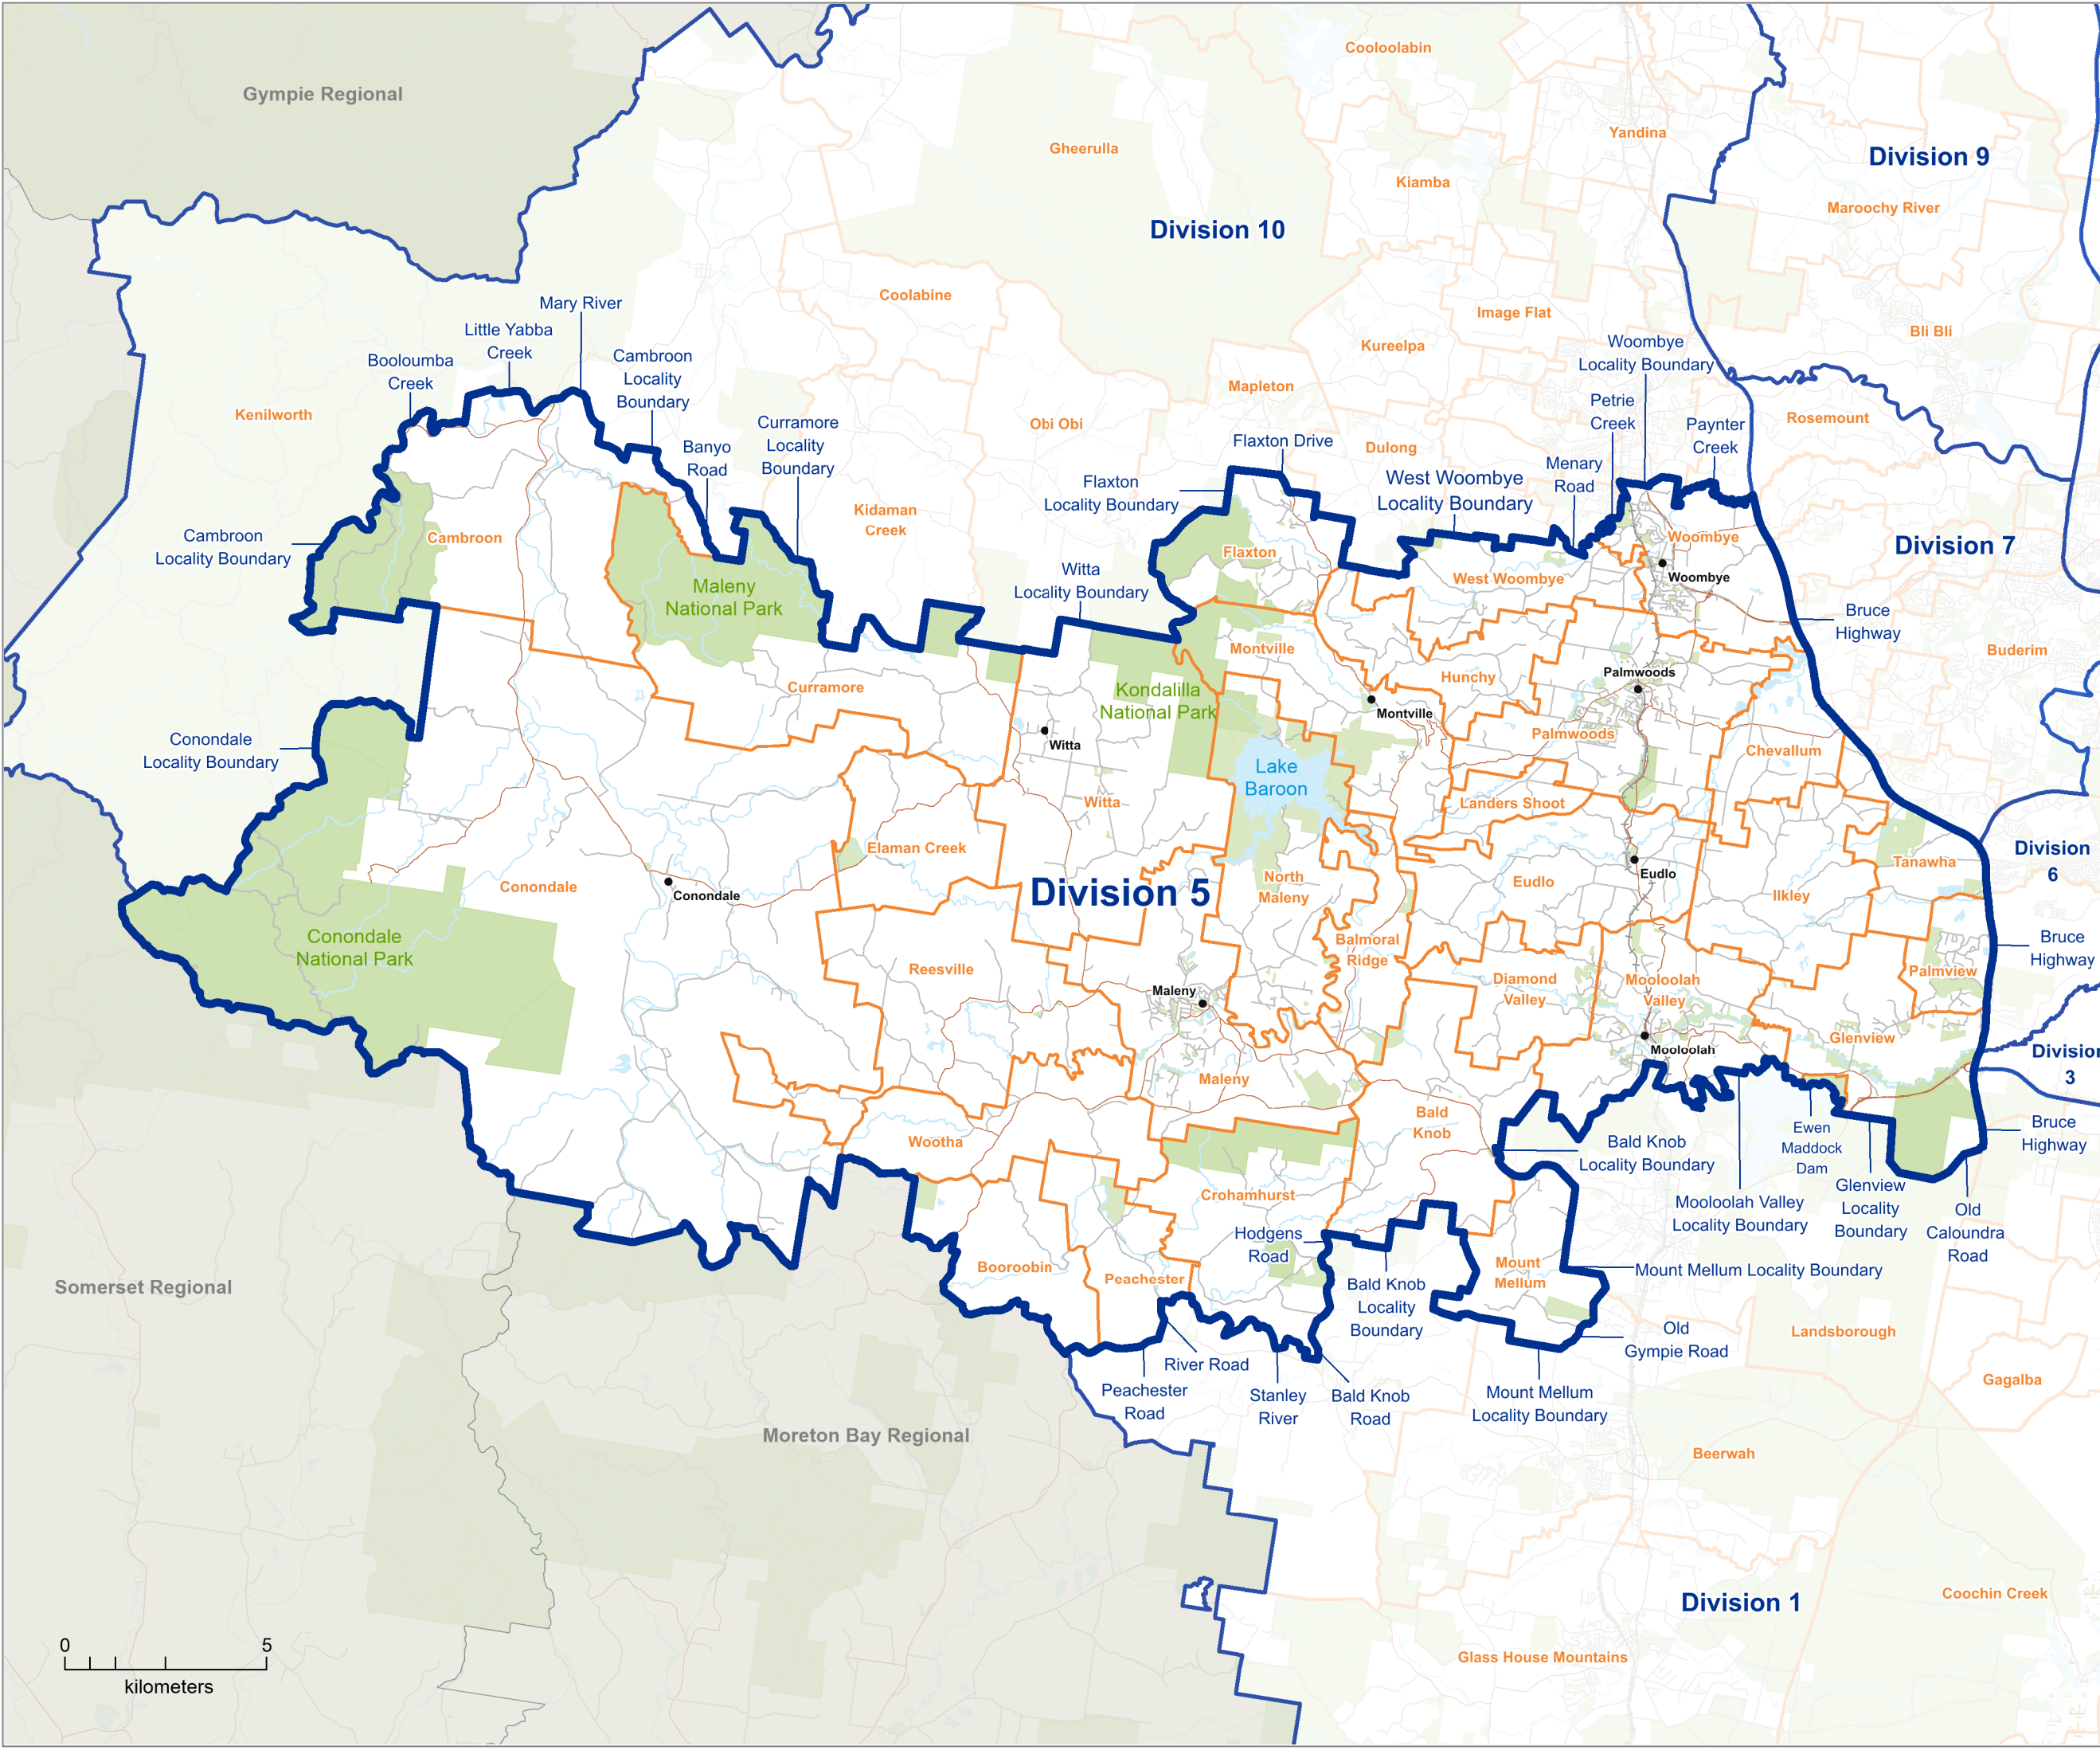 Cooloolabin
Gympie Regional
Yandina
Gheerulla
Division 9
Kiamba
Maroochy River
Division 10
Coolabine
Mary River
Image Flat
Little Yabba
Creek
Bli Bli
Kureelpa
Woombye
Locality Boundary
Booloumba
Creek
Cambroon
Locality
Boundary
Mapleton
Petrie
Creek
Kenilworth
Curramore
Locality
Boundary
Obi Obi
Rosemount
Paynter
Creek
Flaxton Drive
Dulong
Banyo
Road
Menary
Road
West Woombye
Locality Boundary
Flaxton
Locality Boundary
Kidaman
Creek
Cambroon
Locality Boundary
Cambroon
Woombye
Division 7
Flaxton
Witta
Locality Boundary
West Woombye
Woombye
Maleny
National Park
Bruce
Highway
Montville
Buderim
Palmwoods
Hunchy
Curramore
Kondalilla
National Park
Montville
Palmwoods
Conondale
Locality Boundary
Witta
Chevallum
Lake
Baroon
Witta
Landers Shoot
Elaman Creek
Division
6
Tanawha
Eudlo
Eudlo
North
Maleny
Conondale
Conondale
Division 5
Ilkley
Conondale
National Park
Balmoral
Ridge
Bruce
Highway
Reesville
Palmview
Diamond
Valley
Mooloolah
Valley
Maleny
Glenview
Mooloolah
Division
3
Maleny
Bald
Knob
Ewen
Maddock
Dam
Bruce
Highway
Wootha
Bald Knob
Locality Boundary
Crohamhurst
Mooloolah Valley
Locality Boundary
Glenview
Locality
Boundary
Old
Caloundra
Road
Hodgens
Road
Booroobin
Peachester
Mount
Mellum
Mount Mellum Locality Boundary
Somerset Regional
Bald Knob
Locality
Boundary
Old
Gympie Road
Landsborough
River Road
Peachester
Road
Stanley
River
Bald Knob
Road
Mount Mellum
Locality Boundary
Gagalba
Moreton Bay Regional
Beerwah
Coochin Creek
Division 1
0 5
kilometers
Glass House Mountains